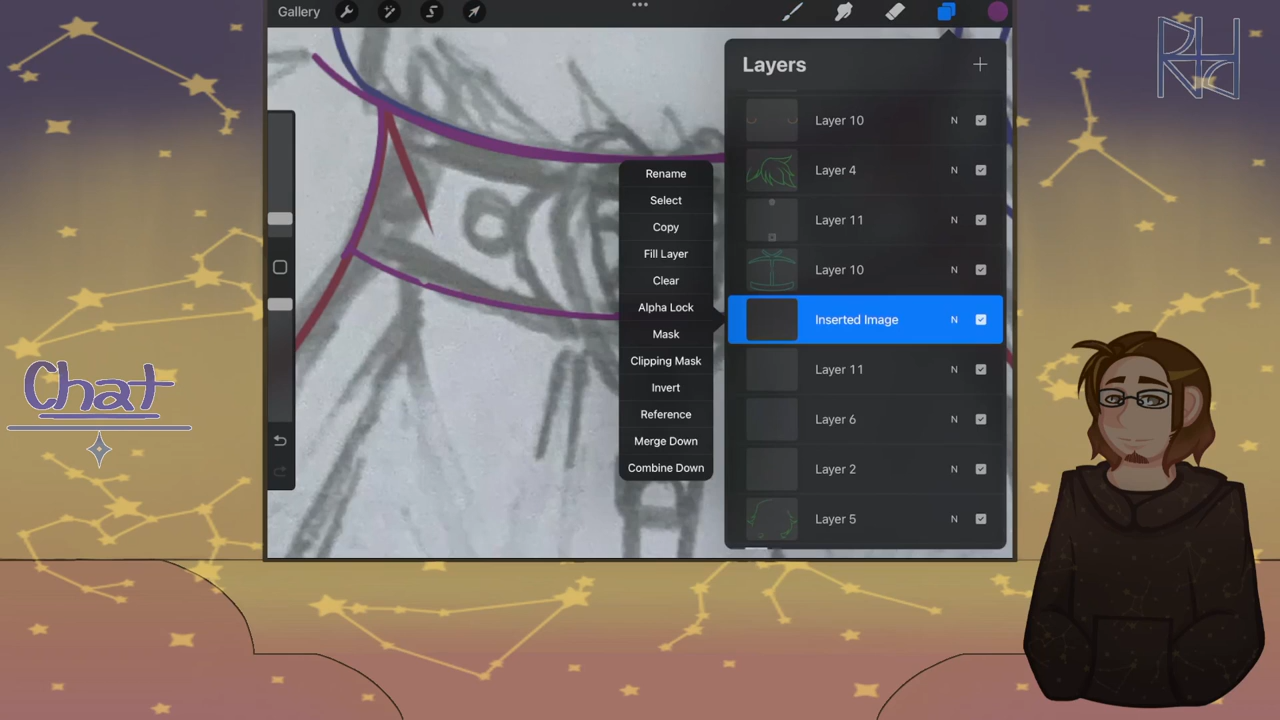 Gallery
Layers
Layer 10 N
Layer 4 N
Layer 11 N
Layer 10 N
Inserted Image N
Layer 11 N
Layer 6 N
Layer 2 N
Layer 5 N
Rename
Select
Copy
Fill Layer
Clear
Alpha Lock
Mask
Clipping Mask
Invert
Reference
Merge Down
Combine Down
Chat